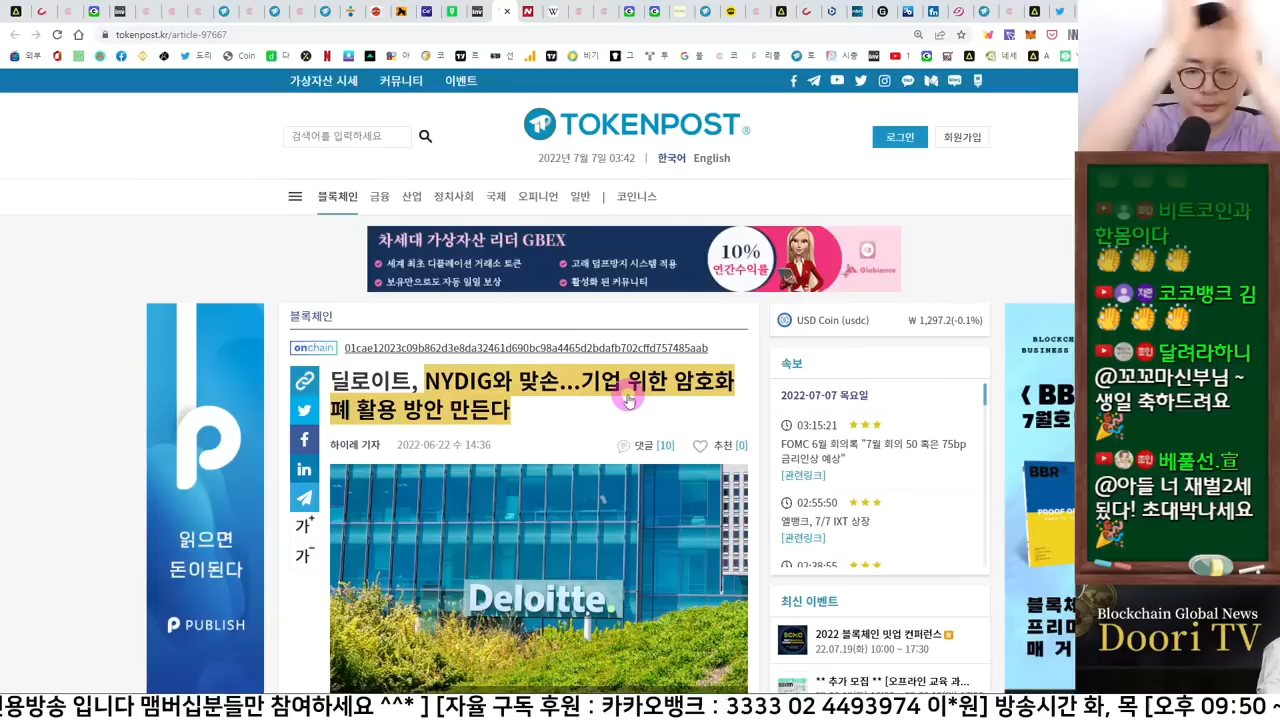 tokenpost.kr/article-97667
외부
도리
Coin
가상자산 시세 커뮤니티 이벤트
검색어를 입력하세요
TOKENPOST
2022년 7월 7일 03:42 | 한국어 English
로그인 회원가입
블록체인 금융 산업 정치사회 국제 오피니언 일반 | 코인니스
차세대 가상자산 리더 GBEX
세계 최초 디플레이션 거래소 토큰
고래 덤프방지 시스템 적용
보유만으로도 자동 일일 보상
활성화 된 커뮤니티
10%
연간수익률
Globiance
블록체인
onchain 01cae12023c09b862d3e8da32461d690bc98a4465d2bdafb702cffd757485aab
딜로이트, NYDIG와 맞손...기업 위한 암호화
폐 활용 방안 만든다
하이레 기자 2022-06-22 수 14:36
댓글 [10] 추천 [0]
가+
가-
Deloitte.
읽으면
돈이된다
PUBLISH
USD Coin (usdc) ₩ 1,297.2(-0.1%)
속보
2022-07-07 목요일
03:15:21
FOMC 6월 회의록 "7월 회의 50 혹은 75bp
금리인상 예상"
[관련링크]
02:55:50
엘뱅크, 7/7 IXT 상장
[관련링크]
02:38:55
최신 이벤트
2022 블록체인 밋업 컨퍼런스
22.07.19(화) 10:00 ~ 17:30
** 추가 모집 ** [오프라인 교육 과...
BLOCKCH
BUSINESS
〈 BB
7월호
BBR
PROOF O
블록체
프리미
매 거
비트코인과
한몸이다
코코뱅크 김
달려라하니
@꼬꼬마신부님 ~
생일 축하드려요
베풀선.宣
@아들 너 재벌2세
됬다! 초대박나세요
Blockchain Global News
Doori TV
용방송 입니다 맴버십분들만 참여하세요 ^^* ] [자율 구독 후원 : 카카오뱅크 : 3333 02 4493974 이*원] 방송시간 화, 목 [오후 09:50 ~